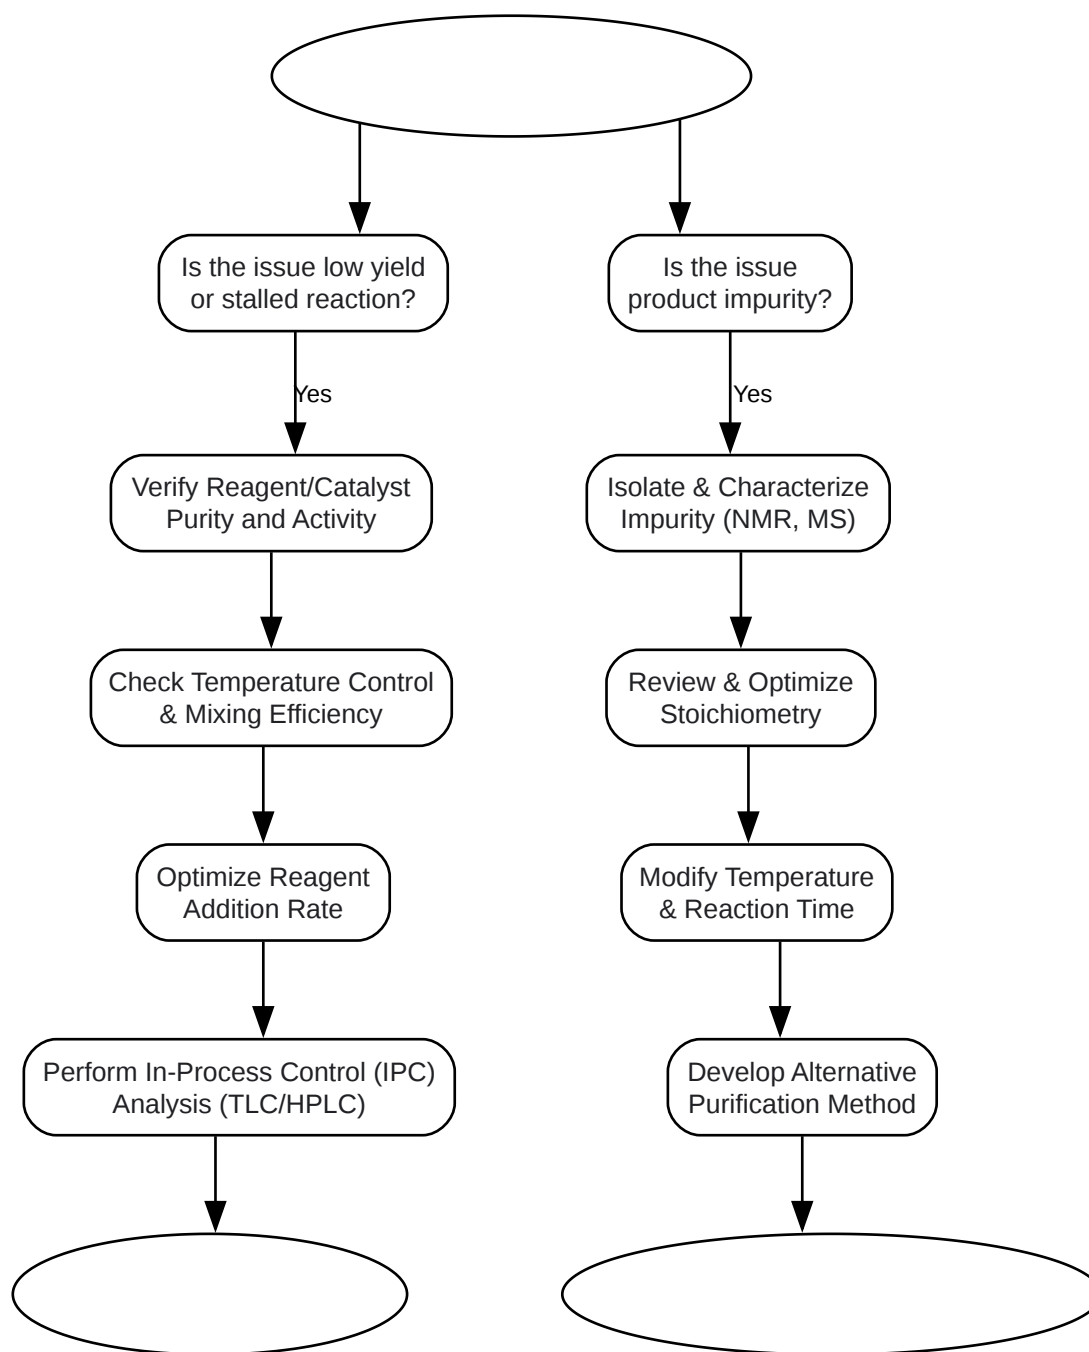 Is the issue low yield
or stalled reaction?
Is the issue
product impurity?
Yes
Yes
Verify Reagent/Catalyst
Purity and Activity
Isolate & Characterize
Impurity (NMR, MS)
Check Temperature Control
& Mixing Efficiency
Review & Optimize
Stoichiometry
Optimize Reagent
Addition Rate
Modify Temperature
& Reaction Time
Perform In-Process Control (IPC)
Analysis (TLC/HPLC)
Develop Alternative
Purification Method